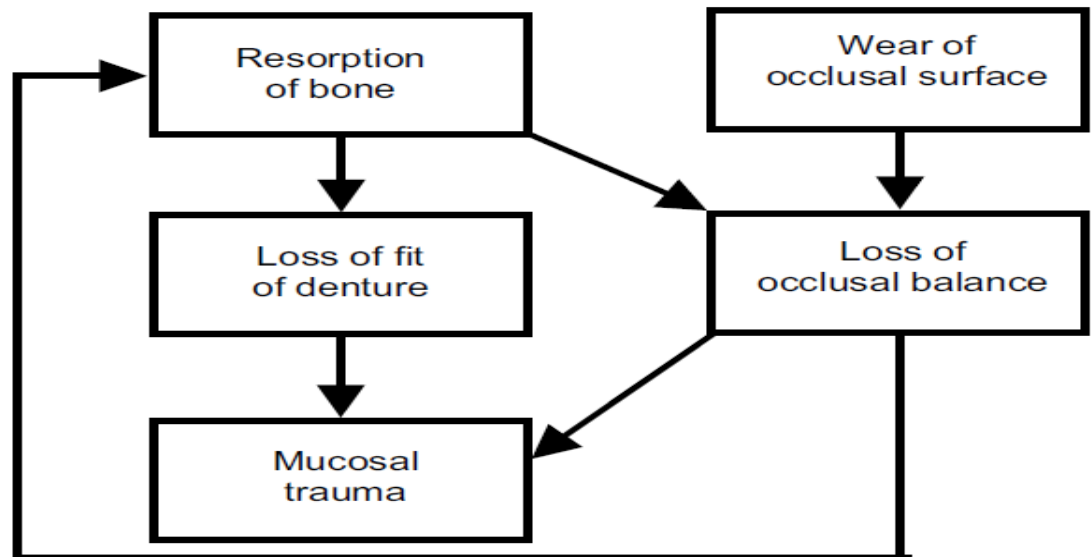 Resorption
of bone
Wear of
occlusal surface
Loss of fit
of denture
Loss of
occlusal balance
Mucosal
trauma